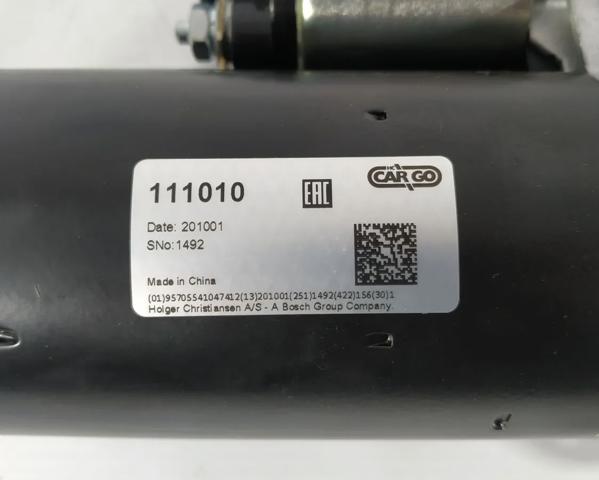 111010
EAC
HC
CARGO
Date: 201001
SNo:1492
Made in China
(01)95705541047412(13)201001(251)1492(422)156(30)1
Holger Christiansen A/S - A Bosch Group Company.